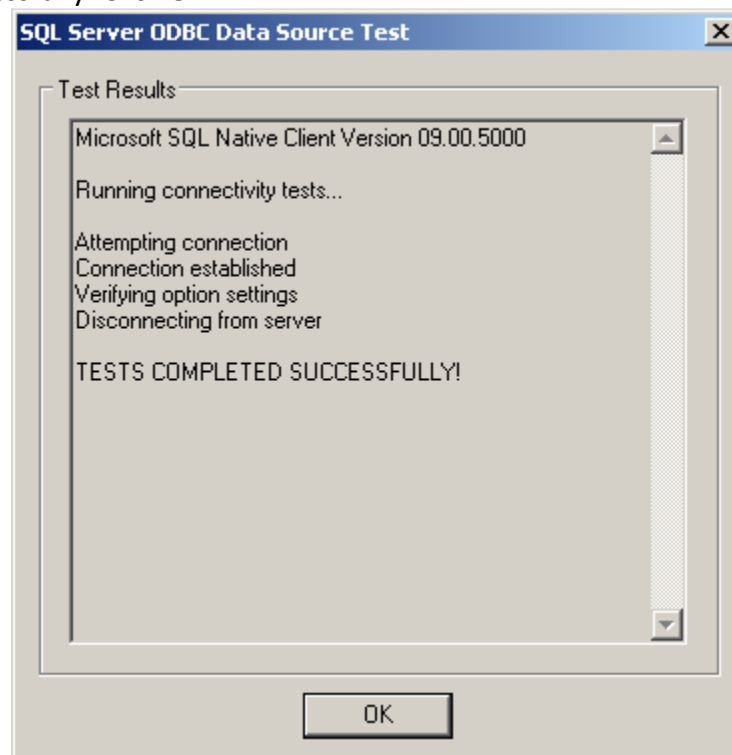 SQL Server ODBC Data Source Test
Test Results
Microsoft SQL Native Client Version 09.00.5000
Running connectivity tests...
Attempting connection
Connection established
Verifying option settings
Disconnecting from server
TESTS COMPLETED SUCCESSFULLY!
OK